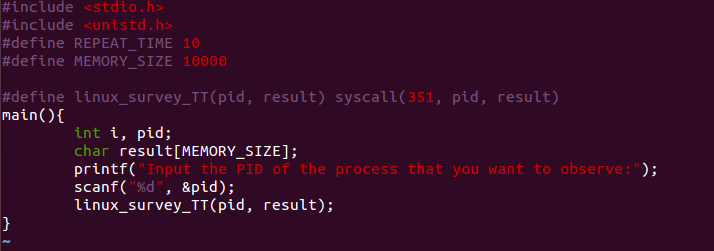 #include <stdio.h>
#include <unistd.h>
#define REPEAT_TIME 10
#define MEMORY_SIZE 10000

#define linux_survey_TT(pid, result) syscall(351, pid, result)
main(){
        int i, pid;
        char result[MEMORY_SIZE];
        printf("Input the PID of the process that you want to observe:");
        scanf("%d", &pid);
        linux_survey_TT(pid, result);
}
~